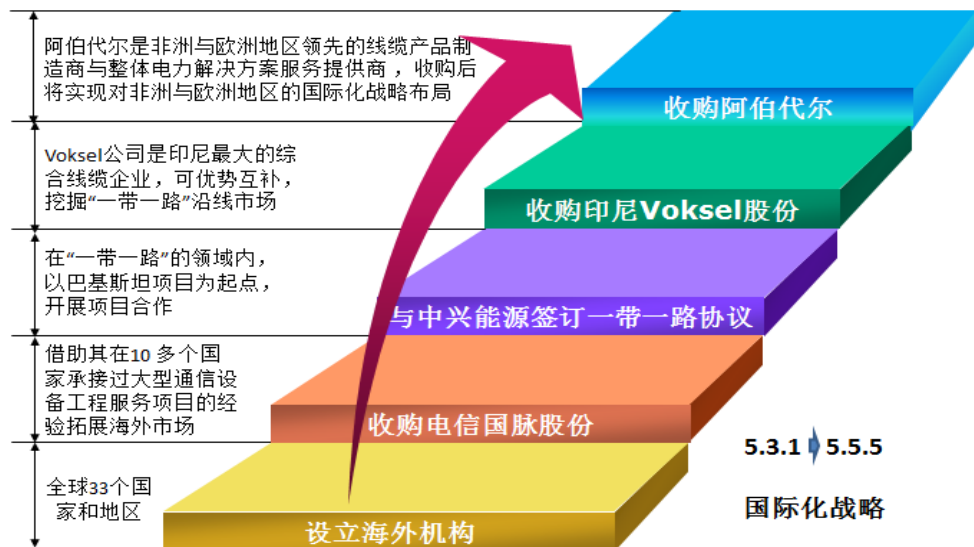 阿伯代尔是非洲与欧洲地区领先的线缆产品制
造商与整体电力解决方案服务提供商，收购后
将实现对非洲与欧洲地区的国际化战略布局
收购阿伯代尔
Voksel公司是印尼最大的综
合线缆企业，可优势互补，
挖掘“一带一路”沿线市场
收购印尼Voksel股份
在“一带一路”的领域内，
以巴基斯坦项目为起点，
开展项目合作
与中兴能源签订一带一路协议
借助其在10 多个国
家承接过大型通信设
备工程服务项目的经
验拓展海外市场
收购电信国脉股份
全球33个国
家和地区
设立海外机构
5.3.1 5.5.5
国际化战略